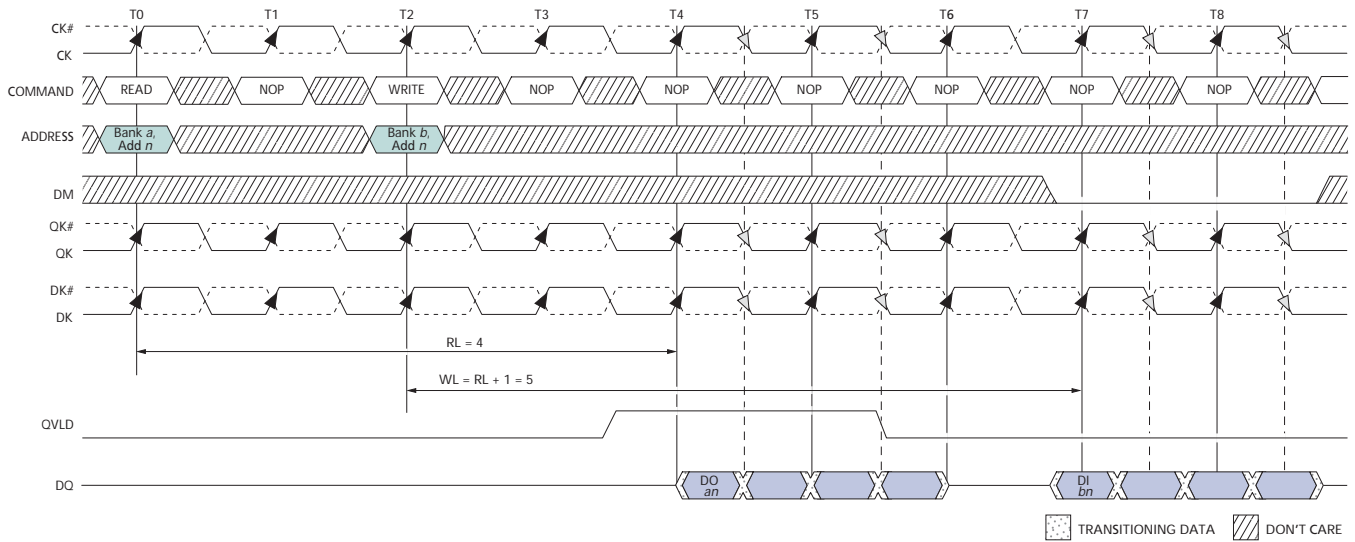 T0 T1 T2 T3 T4 T5 T6 T7 T8
CK#
CK
COMMAND READ NOP WRITE NOP NOP NOP NOP NOP NOP
ADDRESS Bank a, Add n Bank b, Add n
DM
QK#
QK
DK#
DK
RL = 4
WL = RL + 1 = 5
QVLD
DQ DO an DI bn
TRANSITIONING DATA DON'T CARE